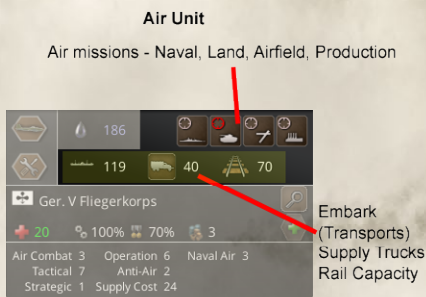 Air Unit
Air missions - Naval, Land, Airfield, Production
186
119 40 70
Ger. V Fliegerkorps
20 100% 70% 3
Air Combat 3 Operation 6 Naval Air 3
Tactical 7 Anti-Air 2
Strategic 1 Supply Cost 24
Embark
(Transports)
Supply Trucks
Rail Capacity